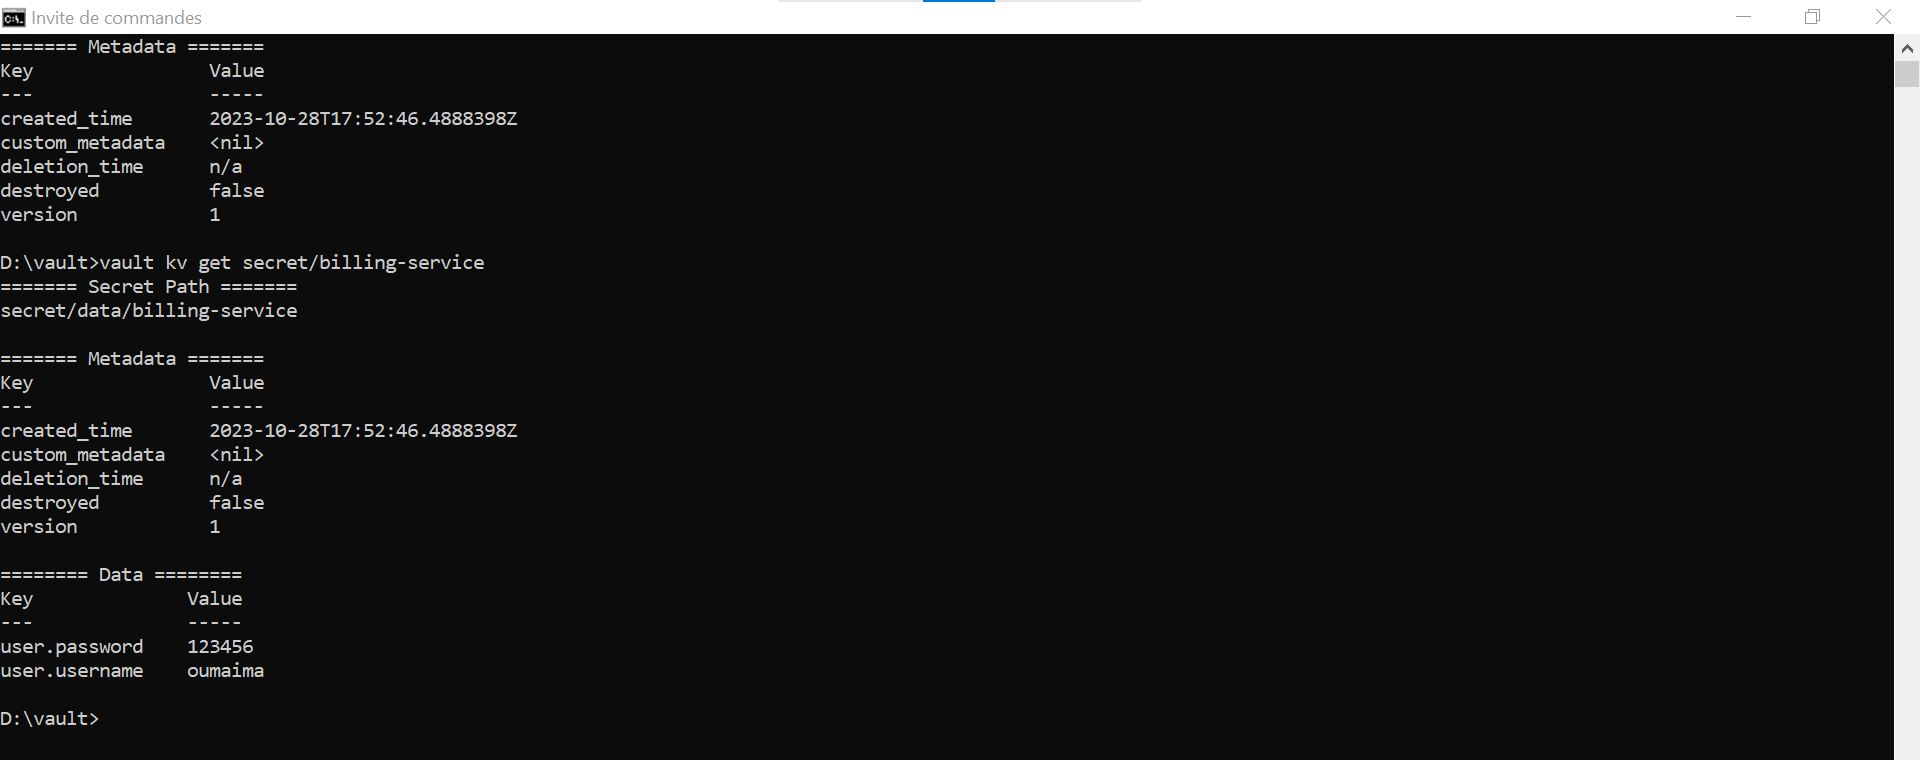 Invite de commandes
======= Metadata =======
Key                Value
---                -----
created_time       2023-10-28T17:52:46.4888398Z
custom_metadata    <nil>
deletion_time      n/a
destroyed          false
version            1

D:\vault>vault kv get secret/billing-service
======= Secret Path =======
secret/data/billing-service

======= Metadata =======
Key                Value
---                -----
created_time       2023-10-28T17:52:46.4888398Z
custom_metadata    <nil>
deletion_time      n/a
destroyed          false
version            1

======== Data ========
Key              Value
---              -----
user.password    123456
user.username    oumaima

D:\vault>